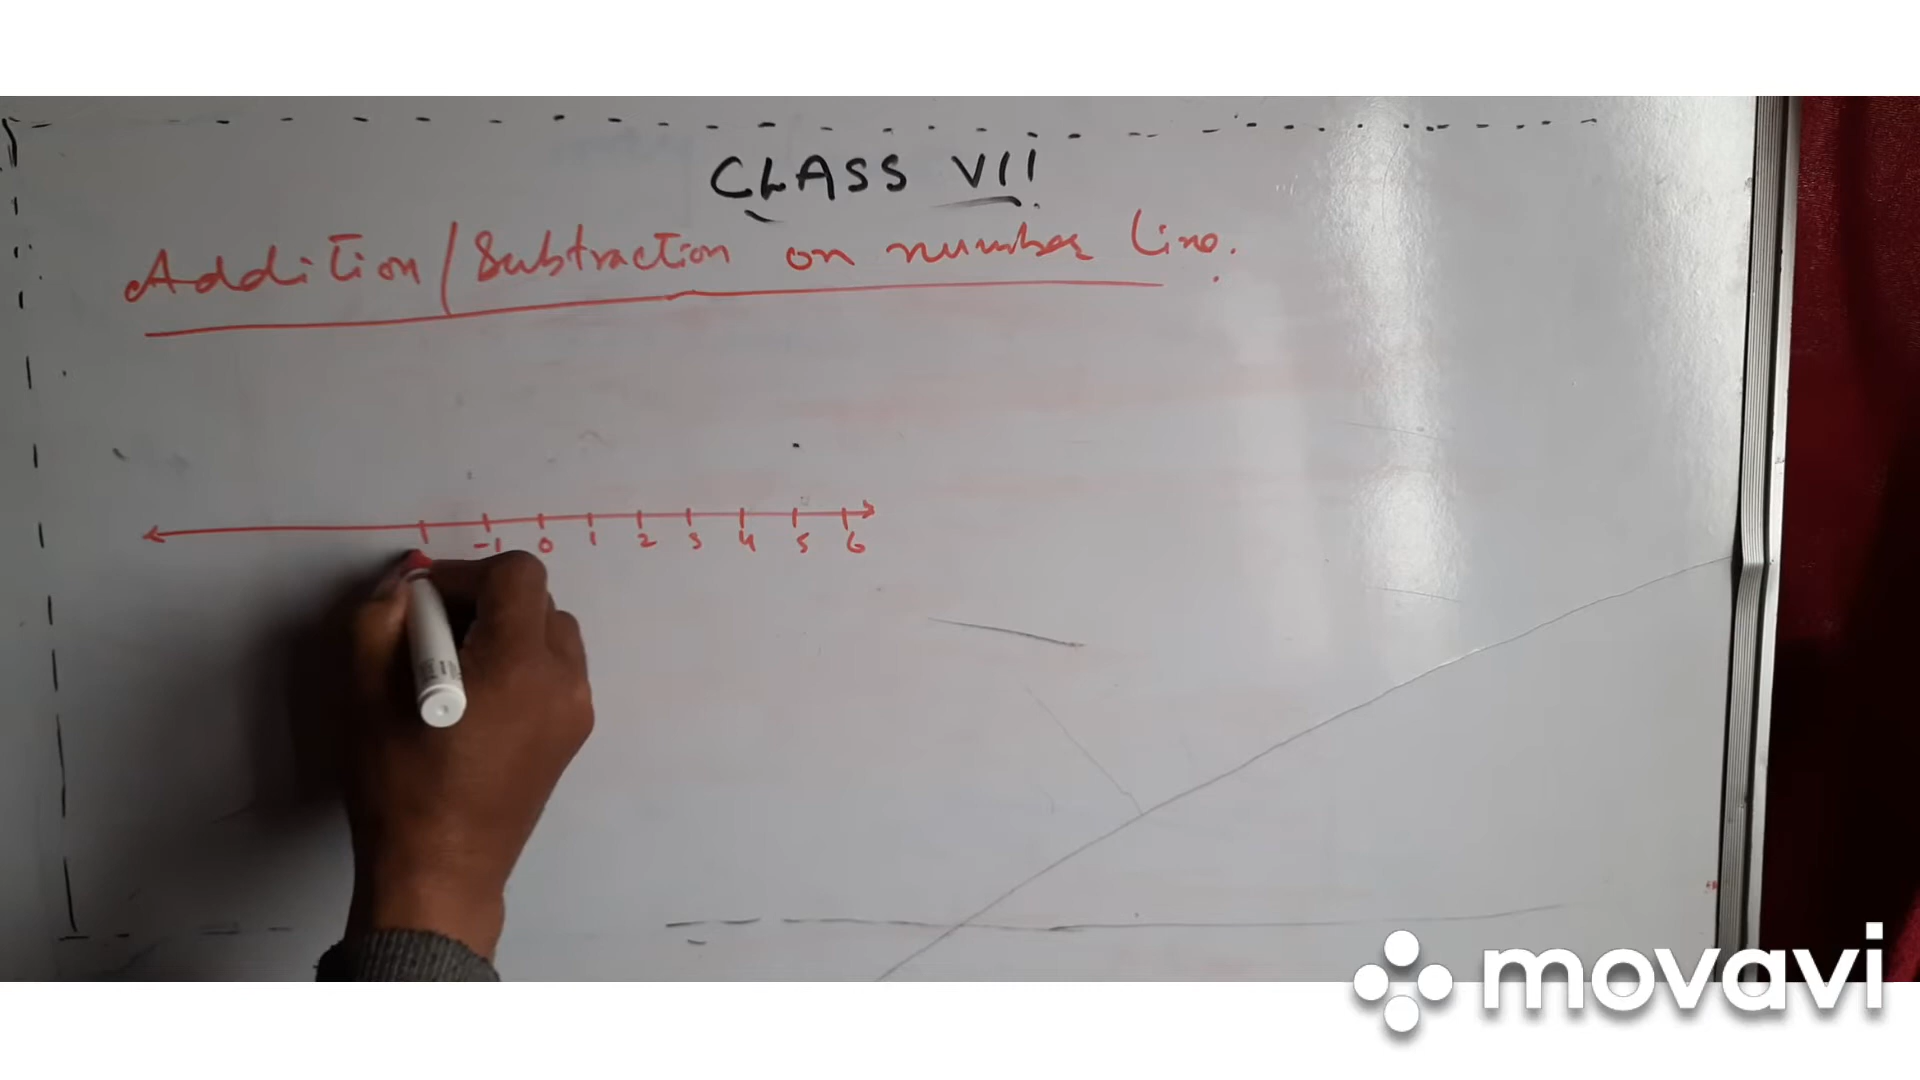 CLASS VII
Addition/Subtraction on number line.
-1 0 1 2 3 4 5 6
movavi